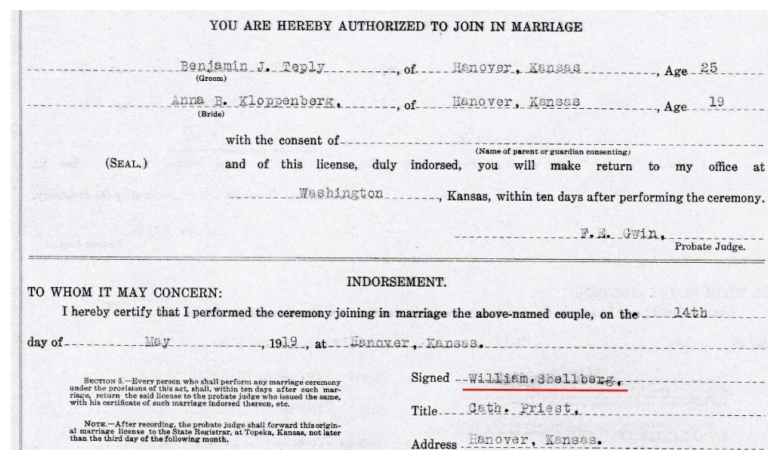 YOU ARE HEREBY AUTHORIZED TO JOIN IN MARRIAGE
Benjamin J. Teply, of Hanover, Kansas, Age 25
(Groom)
Anna B. Kloppenberg, of Hanover, Kansas, Age 19
(Bride)
with the consent of
(Name of parent or guardian consenting)
(SEAL.) and of this license, duly indorsed, you will make return to my office at
Washington, Kansas, within ten days after performing the ceremony.
F.E. Gwin,
Probate Judge.
INDORSEMENT.
TO WHOM IT MAY CONCERN:
I hereby certify that I performed the ceremony joining in marriage the above-named couple, on the 14th
day of May, 1919, at Hanover, Kansas.
SECTION 5.—Every person who shall perform any marriage ceremony
under the provisions of this act, shall, within ten days after such mar-
riage, return the said license to the probate judge who issued the same,
with his certificate of such marriage indorsed thereon, etc.
NOTE.—After recording, the probate judge shall forward this origin-
al marriage license to the State Registrar, at Topeka, Kansas, not later
than the third day of the following month.
Signed William.Shellberg,
Title Cath. Priest,
Address Hanover, Kansas.